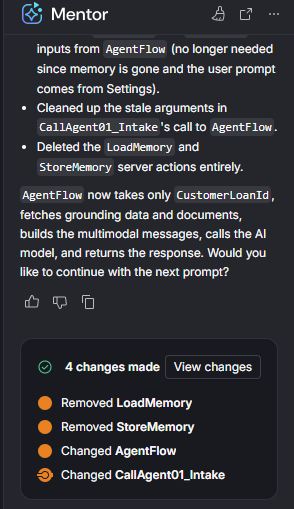 Mentor
inputs from AgentFlow (no longer needed
since memory is gone and the user prompt
comes from Settings).
• Cleaned up the stale arguments in
CallAgent01_Intake's call to AgentFlow.
• Deleted the LoadMemory and
StoreMemory server actions entirely.
AgentFlow now takes only CustomerLoanId,
fetches grounding data and documents,
builds the multimodal messages, calls the AI
model, and returns the response. Would you
like to continue with the next prompt?
4 changes made View changes
Removed LoadMemory
Removed StoreMemory
Changed AgentFlow
Changed CallAgent01_Intake